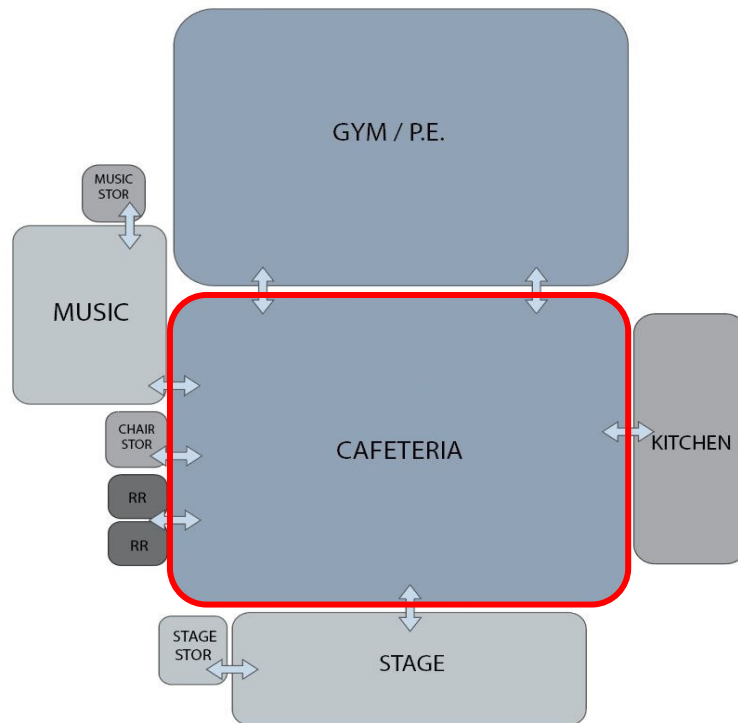 GYM / P.E.
MUSIC
STOR
MUSIC
CHAIR
STOR
CAFETERIA
KITCHEN
RR
RR
STAGE
STOR
STAGE